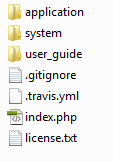 application
system
user_guide
.gitignore
.travis.yml
index.php
license.txt